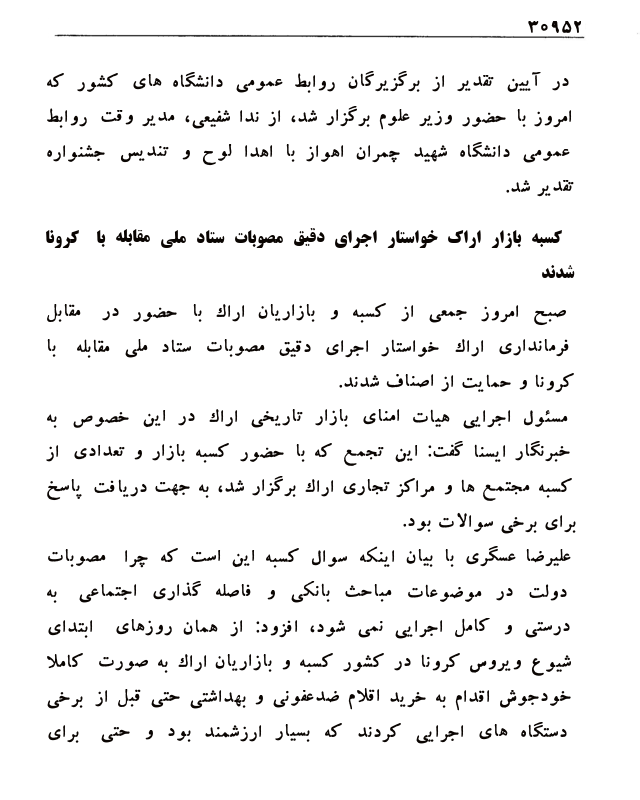 ۳۰۹۵۲
در آیین تقدیر از برگزیرگان روابط عمومی دانشگاه های کشور که
امروز با حضور وزیر علوم برگزار شد، از ندا شفیعی، مدیر وقت روابط
عمومی دانشگاه شهید چمران اهواز با اهدا لوح و تندیس جشنواره
تقدیر شد.
کسبه بازار اراک خواستار اجرای دقیق مصوبات ستاد ملی مقابله با کرونا
شدند
صبح امروز جمعی از کسبه و بازاریان اراك با حضور در مقابل
فرمانداری اراك خواستار اجرای دقیق مصوبات ستاد ملی مقابله با
کرونا و حمایت از اصناف شدند.
مسئول اجرایی هیات امنای بازار تاریخی اراك در این خصوص به
خبرنگار ایسنا گفت: این تجمع که با حضور کسبه بازار و تعدادی از
کسبه مجتمع ها و مراکز تجاری اراك برگزار شد، به جهت دریافت پاسخ
برای برخی سوالات بود.
علیرضا عسگری با بیان اینکه سوال کسبه این است که چرا مصوبات
دولت در موضوعات مباحث بانکی و فاصله گذاری اجتماعی به
درستی و کامل اجرایی نمی شود، افزود: از همان روزهای ابتدای
شیوع ویروس کرونا در کشور کسبه و بازاریان اراك به صورت کاملا
خودجوش اقدام به خرید اقلام ضدعفونی و بهداشتی حتی قبل از برخی
دستگاه های اجرایی کردند که بسیار ارزشمند بود و حتی برای